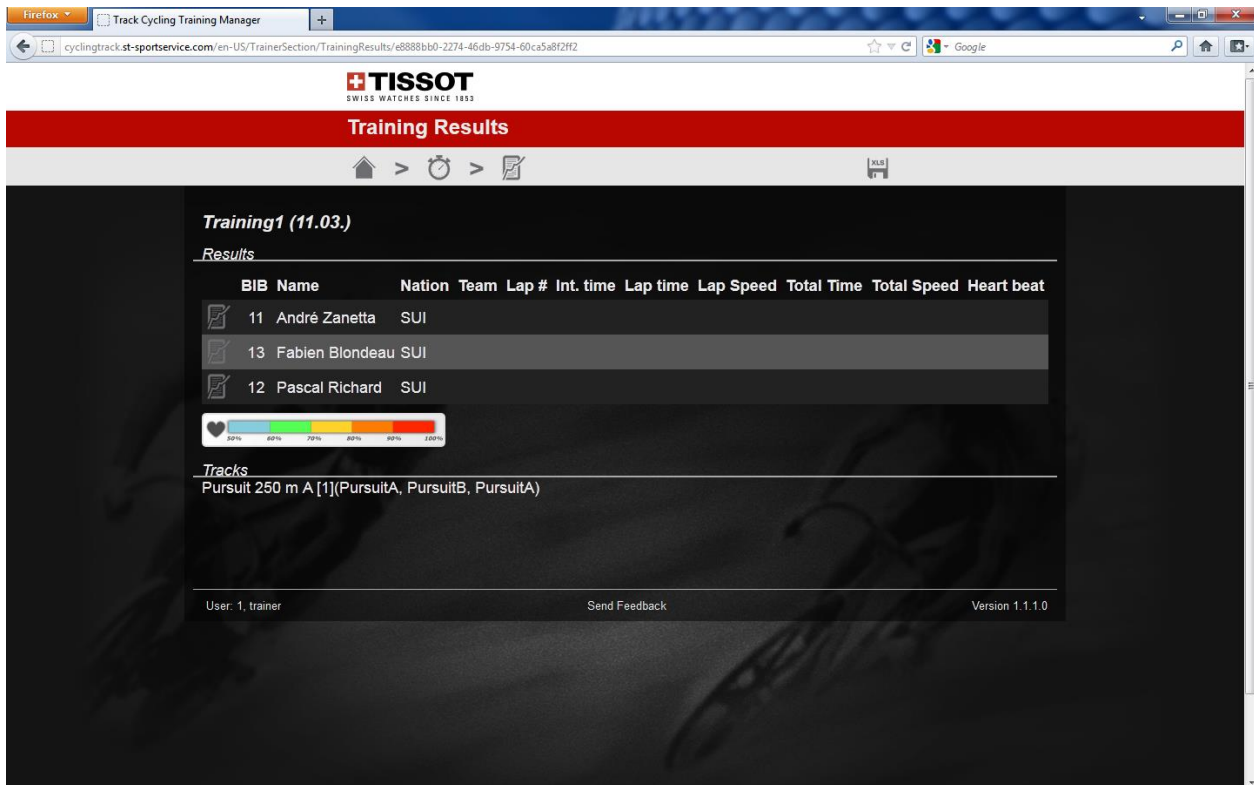 Firefox
Track Cycling Training Manager
cyclingtrack.st-sportservice.com/en-US/TrainerSection/TrainingResults/e8888bb0-2274-46db-9754-60ca5a8f2ff2
Google
TISSOT
SWISS WATCHES SINCE 1853
Training Results
> >
XLS
Training1 (11.03.)
Results
BIB Name Nation Team Lap # Int. time Lap time Lap Speed Total Time Total Speed Heart beat
11 André Zanetta SUI
13 Fabien Blondeau SUI
12 Pascal Richard SUI
50% 60% 70% 80% 90% 100%
Tracks
Pursuit 250 m A [1](PursuitA, PursuitB, PursuitA)
User: 1, trainer Send Feedback Version 1.1.1.0